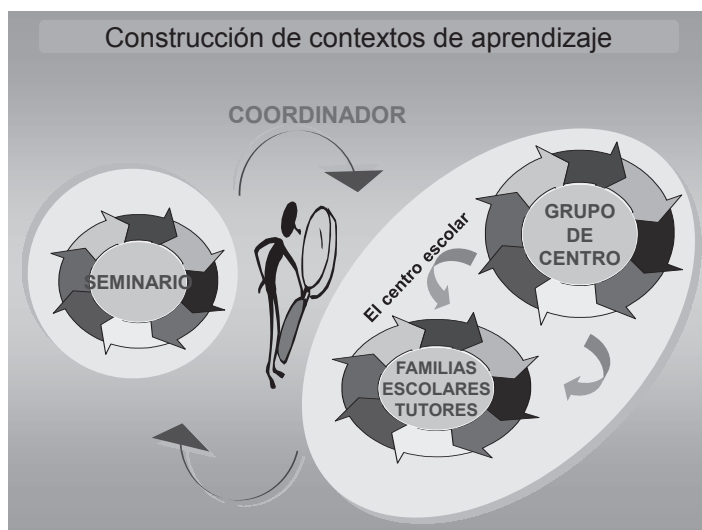 Construcción de contextos de aprendizaje
COORDINADOR
SEMINARIO
El centro escolar
GRUPO
DE
CENTRO
FAMILIAS
ESCOLARES
TUTORES